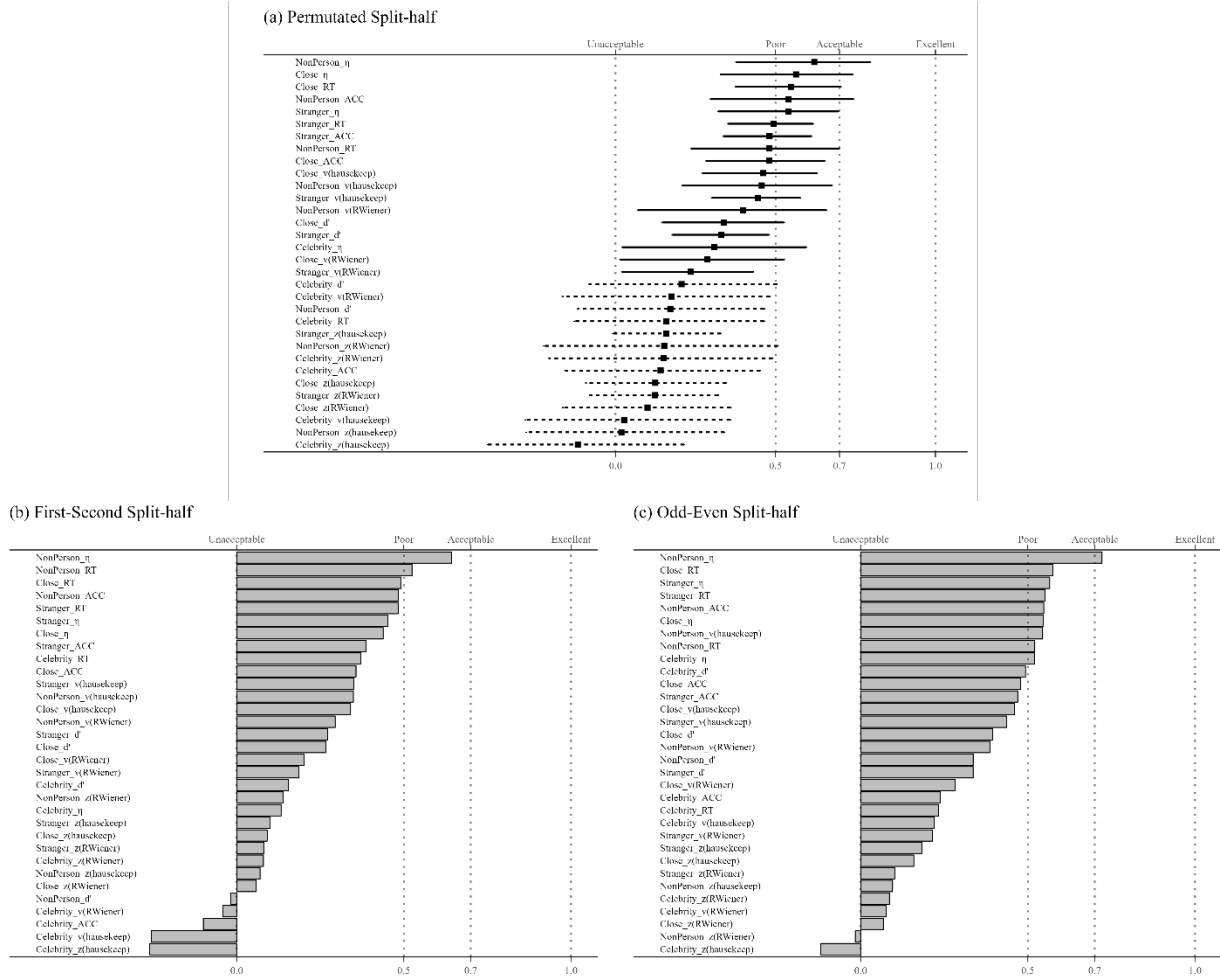 (a) Permutated Split-half
Unacceptable Poor Acceptable Excellent
NonPerson_η
Close_η
Close_RT
NonPerson_ACC
Stranger_η
Stranger_RT
Stranger_ACC
NonPerson_RT
Close_ACC
Close_v(hausekeep)
NonPerson_v(hausekeep)
Stranger_v(hausekeep)
NonPerson_v(RWiener)
Close_d'
Stranger_d'
Celebrity_η
Close_v(RWiener)
Stranger_v(RWiener)
Celebrity_d'
Celebrity_v(RWiener)
NonPerson_d'
Celebrity_RT
Stranger_z(hausekeep)
NonPerson_z(RWiener)
Celebrity_z(RWiener)
Celebrity_ACC
Close_z(hausekeep)
Stranger_z(RWiener)
Close_z(RWiener)
Celebrity_v(hausekeep)
NonPerson_z(hausekeep)
Celebrity_z(hausekeep)
0.0 0.5 0.7 1.0
(b) First-Second Split-half
Unacceptable Poor Acceptable Excellent
NonPerson_η
NonPerson_RT
Close_RT
NonPerson_ACC
Stranger_RT
Stranger_η
Close_η
Stranger_ACC
Celebrity_RT
Close_ACC
Stranger_v(hausekeep)
NonPerson_v(hausekeep)
Close_v(hausekeep)
NonPerson_v(RWiener)
Stranger_d'
Close_d'
Close_v(RWiener)
Stranger_v(RWiener)
Celebrity_d'
NonPerson_z(RWiener)
Celebrity_η
Stranger_z(hausekeep)
Close_z(hausekeep)
Stranger_z(RWiener)
Celebrity_z(RWiener)
NonPerson_z(hausekeep)
Close_z(RWiener)
NonPerson_d'
Celebrity_v(RWiener)
Celebrity_ACC
Celebrity_v(hausekeep)
Celebrity_z(hausekeep)
0.0 0.5 0.7 1.0
(c) Odd-Even Split-half
Unacceptable Poor Acceptable Excellent
NonPerson_η
Close_RT
Stranger_η
Stranger_RT
NonPerson_ACC
Close_η
NonPerson_v(hausekeep)
NonPerson_RT
Celebrity_η
Celebrity_d'
Close_ACC
Stranger_ACC
Close_v(hausekeep)
Stranger_v(hausekeep)
Close_d'
NonPerson_v(RWiener)
NonPerson_d'
Stranger_d'
Close_v(RWiener)
Celebrity_ACC
Celebrity_RT
Celebrity_v(hausekeep)
Stranger_v(RWiener)
Stranger_z(hausekeep)
Close_z(hausekeep)
Stranger_z(RWiener)
NonPerson_z(hausekeep)
Celebrity_z(RWiener)
Celebrity_v(RWiener)
Close_z(RWiener)
NonPerson_z(RWiener)
Celebrity_z(hausekeep)
0.0 0.5 0.7 1.0